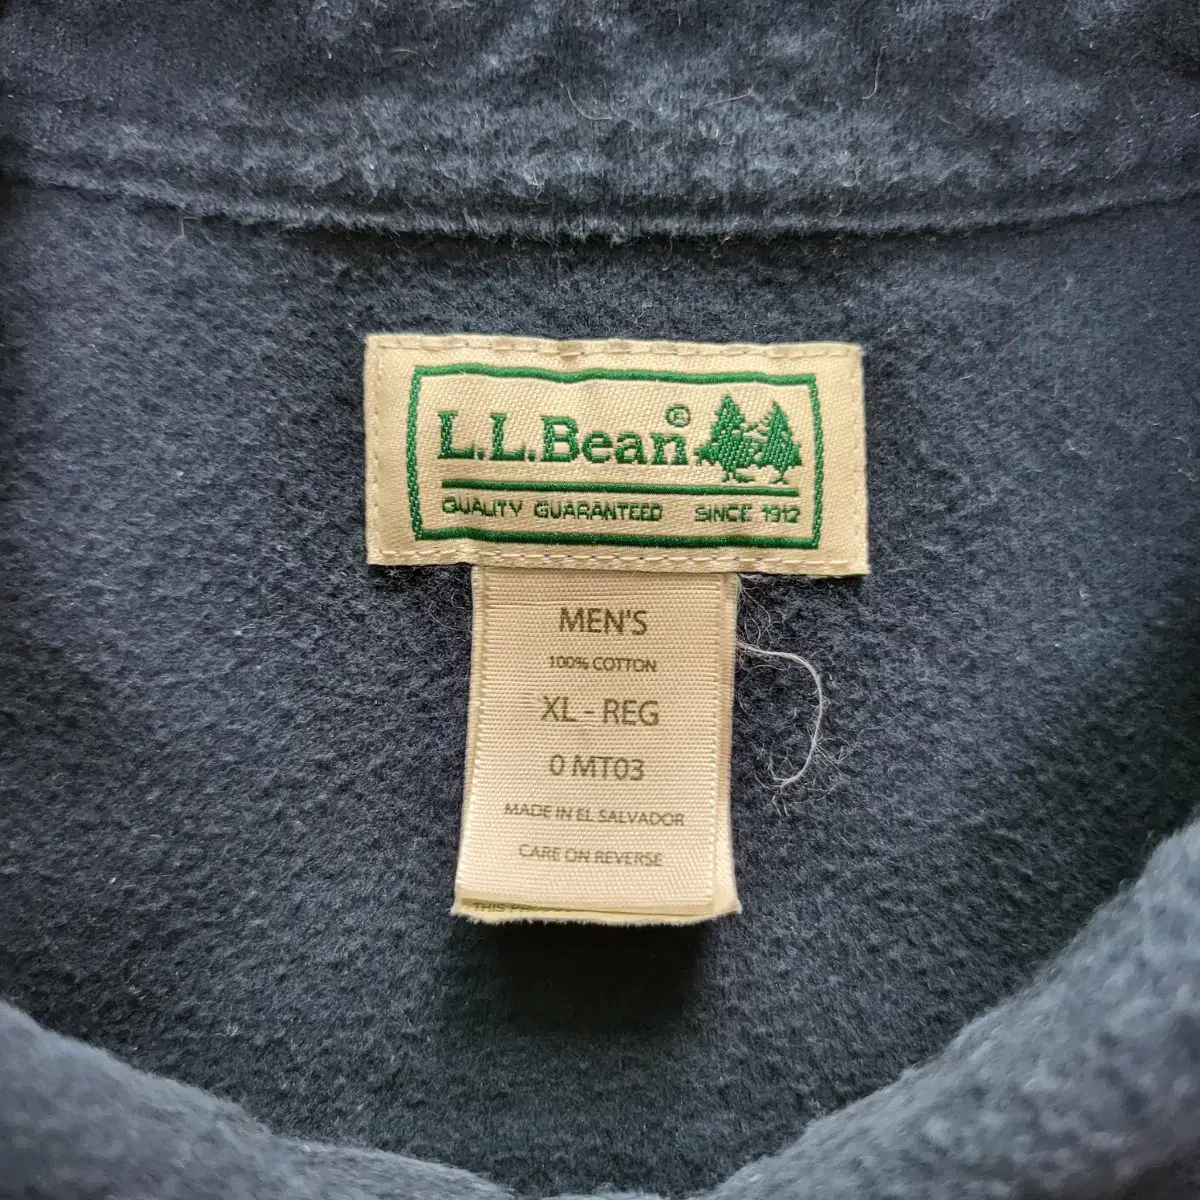 L.L.Bean®
QUALITY GUARANTEED SINCE 1912
MEN'S
100% COTTON
XL - REG
0 MT03
MADE IN EL SALVADOR
CARE ON REVERSE
THIS